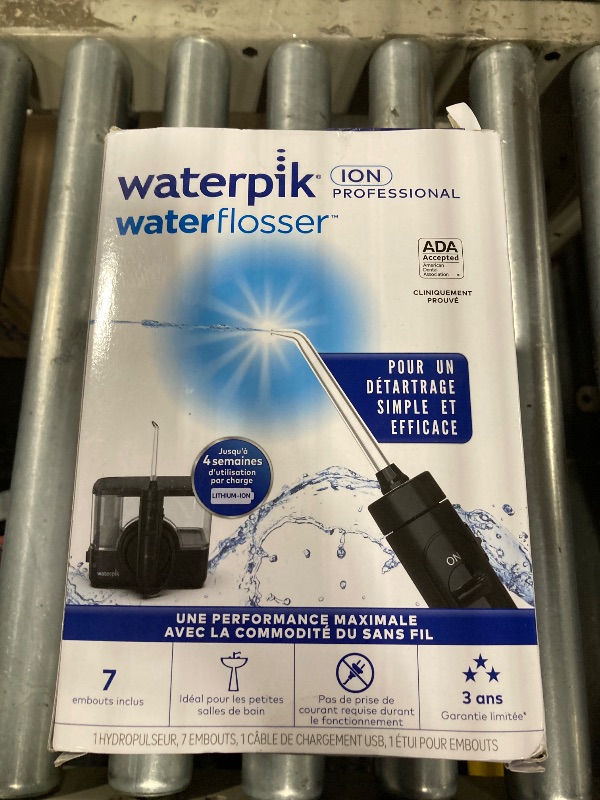 waterpik® ION
PROFESSIONAL
waterflosser™
ADA
Accepted
American
Dental
Association
CLINIQUEMENT
PROUVÉ
POUR UN
DÉTARTRAGE
SIMPLE ET
EFFICACE
Jusqu'à
4 semaines
d'utilisation
par charge
LITHIUM-ION
waterpik
ON
UNE PERFORMANCE MAXIMALE
AVEC LA COMMODITÉ DU SANS FIL
7
embouts inclus
Idéal pour les petites
salles de bain
Pas de prise de
courant requise durant
le fonctionnement
3 ans
Garantie limitée*
1 HYDROPULSEUR, 7 EMBOUTS, 1 CÂBLE DE CHARGEMENT USB, 1 ÉTUI POUR EMBOUTS